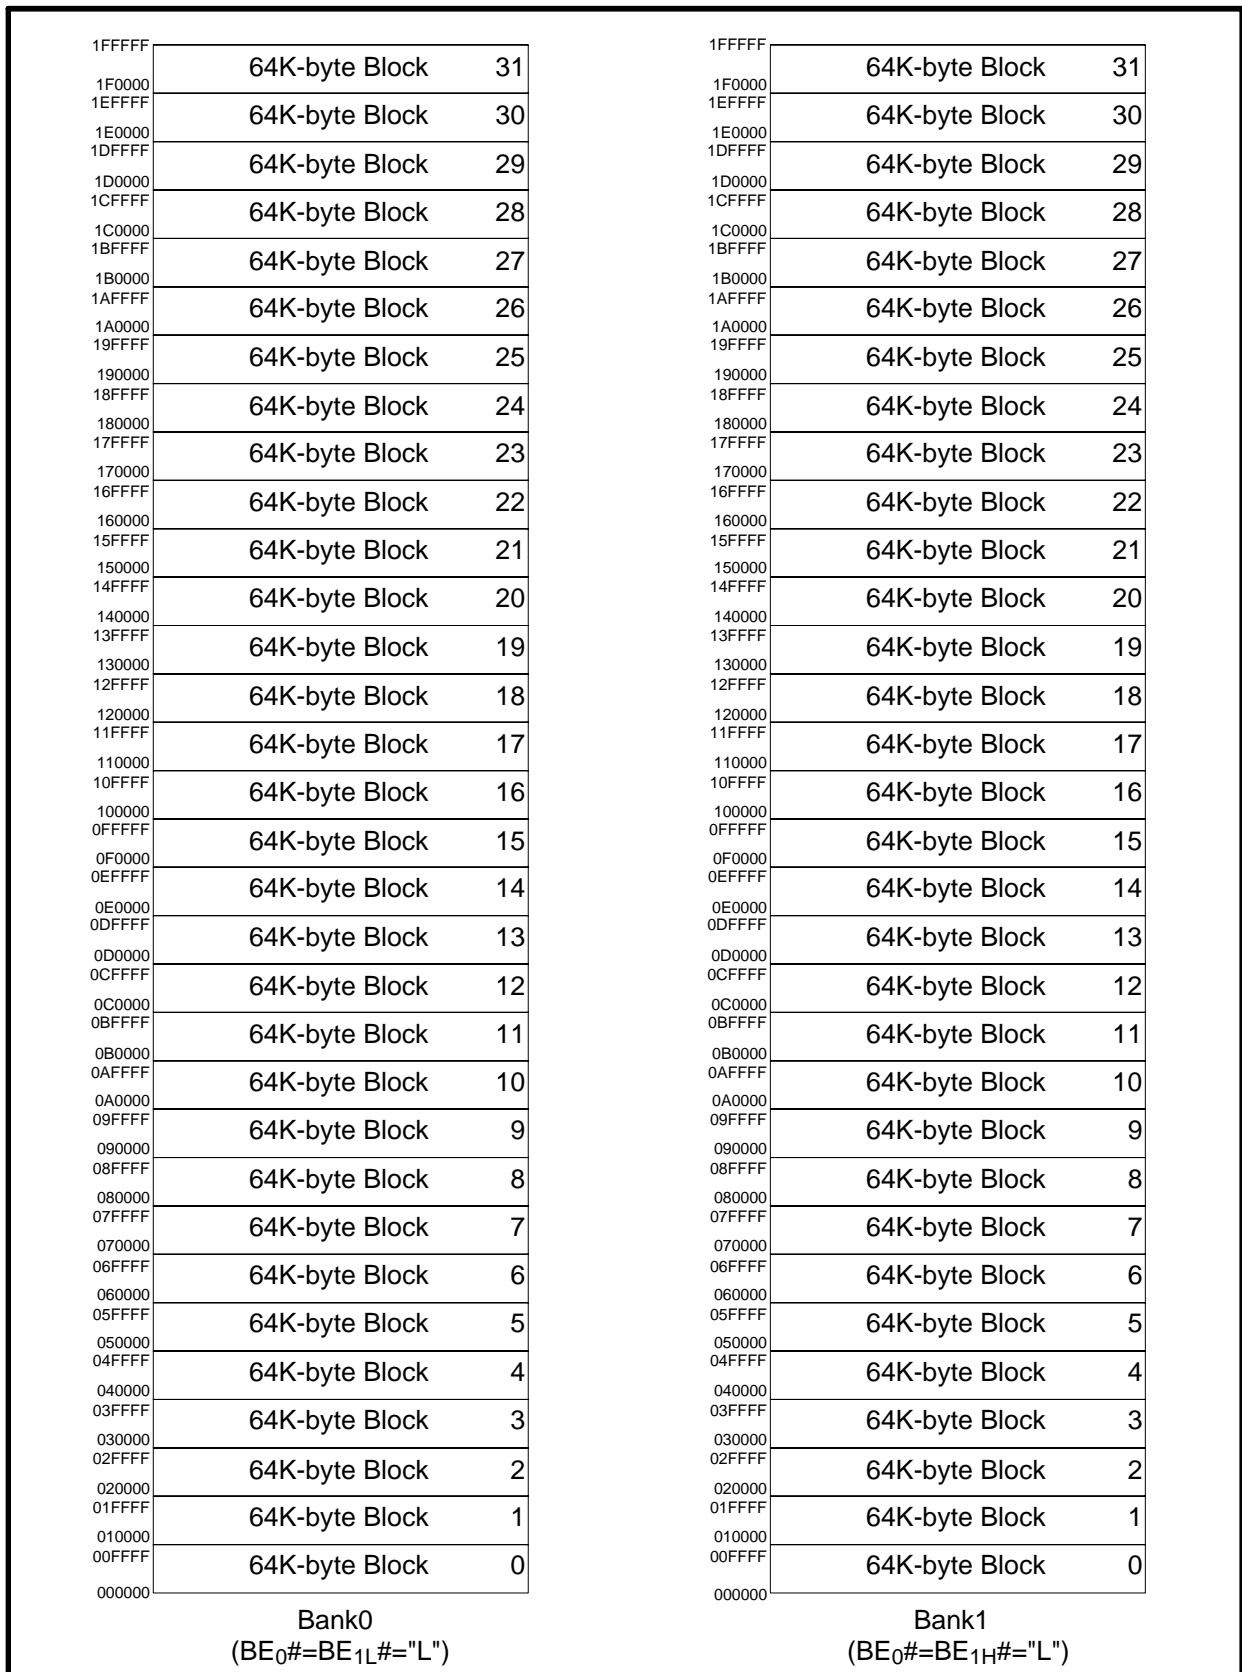 1FFFFF
64K-byte Block 31
1F0000
1EFFFF
64K-byte Block 30
1E0000
1DFFFF
64K-byte Block 29
1D0000
1CFFFF
64K-byte Block 28
1C0000
1BFFFF
64K-byte Block 27
1B0000
1AFFFF
64K-byte Block 26
1A0000
19FFFF
64K-byte Block 25
190000
18FFFF
64K-byte Block 24
180000
17FFFF
64K-byte Block 23
170000
16FFFF
64K-byte Block 22
160000
15FFFF
64K-byte Block 21
150000
14FFFF
64K-byte Block 20
140000
13FFFF
64K-byte Block 19
130000
12FFFF
64K-byte Block 18
120000
11FFFF
64K-byte Block 17
110000
10FFFF
64K-byte Block 16
100000
0FFFFF
64K-byte Block 15
0F0000
0EFFFF
64K-byte Block 14
0E0000
0DFFFF
64K-byte Block 13
0D0000
0CFFFF
64K-byte Block 12
0C0000
0BFFFF
64K-byte Block 11
0B0000
0AFFFF
64K-byte Block 10
0A0000
09FFFF
64K-byte Block 9
090000
08FFFF
64K-byte Block 8
080000
07FFFF
64K-byte Block 7
070000
06FFFF
64K-byte Block 6
060000
05FFFF
64K-byte Block 5
050000
04FFFF
64K-byte Block 4
040000
03FFFF
64K-byte Block 3
030000
02FFFF
64K-byte Block 2
020000
01FFFF
64K-byte Block 1
010000
00FFFF
64K-byte Block 0
000000
Bank0
(BE0#=BE1L#="L")
1FFFFF
64K-byte Block 31
1F0000
1EFFFF
64K-byte Block 30
1E0000
1DFFFF
64K-byte Block 29
1D0000
1CFFFF
64K-byte Block 28
1C0000
1BFFFF
64K-byte Block 27
1B0000
1AFFFF
64K-byte Block 26
1A0000
19FFFF
64K-byte Block 25
190000
18FFFF
64K-byte Block 24
180000
17FFFF
64K-byte Block 23
170000
16FFFF
64K-byte Block 22
160000
15FFFF
64K-byte Block 21
150000
14FFFF
64K-byte Block 20
140000
13FFFF
64K-byte Block 19
130000
12FFFF
64K-byte Block 18
120000
11FFFF
64K-byte Block 17
110000
10FFFF
64K-byte Block 16
100000
0FFFFF
64K-byte Block 15
0F0000
0EFFFF
64K-byte Block 14
0E0000
0DFFFF
64K-byte Block 13
0D0000
0CFFFF
64K-byte Block 12
0C0000
0BFFFF
64K-byte Block 11
0B0000
0AFFFF
64K-byte Block 10
0A0000
09FFFF
64K-byte Block 9
090000
08FFFF
64K-byte Block 8
080000
07FFFF
64K-byte Block 7
070000
06FFFF
64K-byte Block 6
060000
05FFFF
64K-byte Block 5
050000
04FFFF
64K-byte Block 4
040000
03FFFF
64K-byte Block 3
030000
02FFFF
64K-byte Block 2
020000
01FFFF
64K-byte Block 1
010000
00FFFF
64K-byte Block 0
000000
Bank1
(BE0#=BE1H#="L")